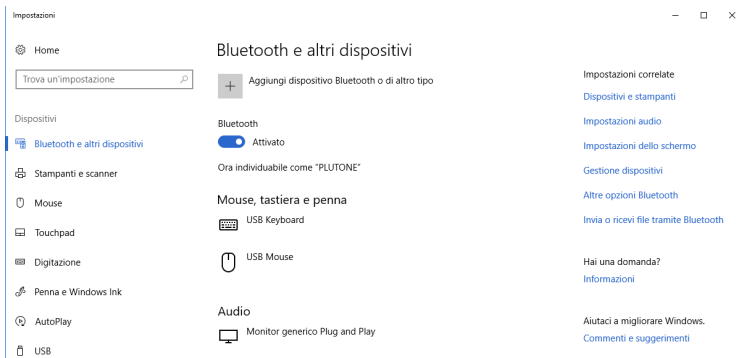 Impostazioni
Home
Trova un'impostazione
Dispositivi
Bluetooth e altri dispositivi
Stampanti e scanner
Mouse
Touchpad
Digitazione
Penna e Windows Ink
AutoPlay
USB
Bluetooth e altri dispositivi
Aggiungi dispositivo Bluetooth o di altro tipo
Bluetooth
Attivato
Ora individuabile come "PLUTONE"
Mouse, tastiera e penna
USB Keyboard
USB Mouse
Audio
Monitor generico Plug and Play
Impostazioni correlate
Dispositivi e stampanti
Impostazioni audio
Impostazioni dello schermo
Gestione dispositivi
Altre opzioni Bluetooth
Invia o ricevi file tramite Bluetooth
Hai una domanda?
Informazioni
Aiutaci a migliorare Windows.
Commenti e suggerimenti